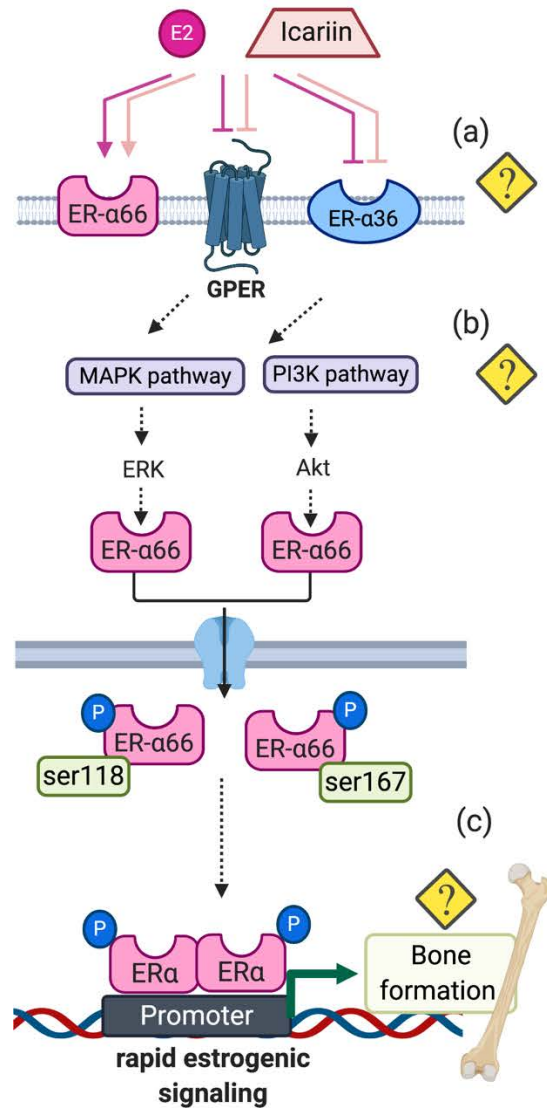 E2
Icariin
(a)
?
ER-α66
GPER
ER-α36
(b)
?
MAPK pathway
PI3K pathway
ERK
Akt
ER-α66
ER-α66
P
ER-α66
ser118
P
ER-α66
ser167
(c)
?
P
P
ERα
ERα
Promoter
Bone
formation
rapid estrogenic
signaling